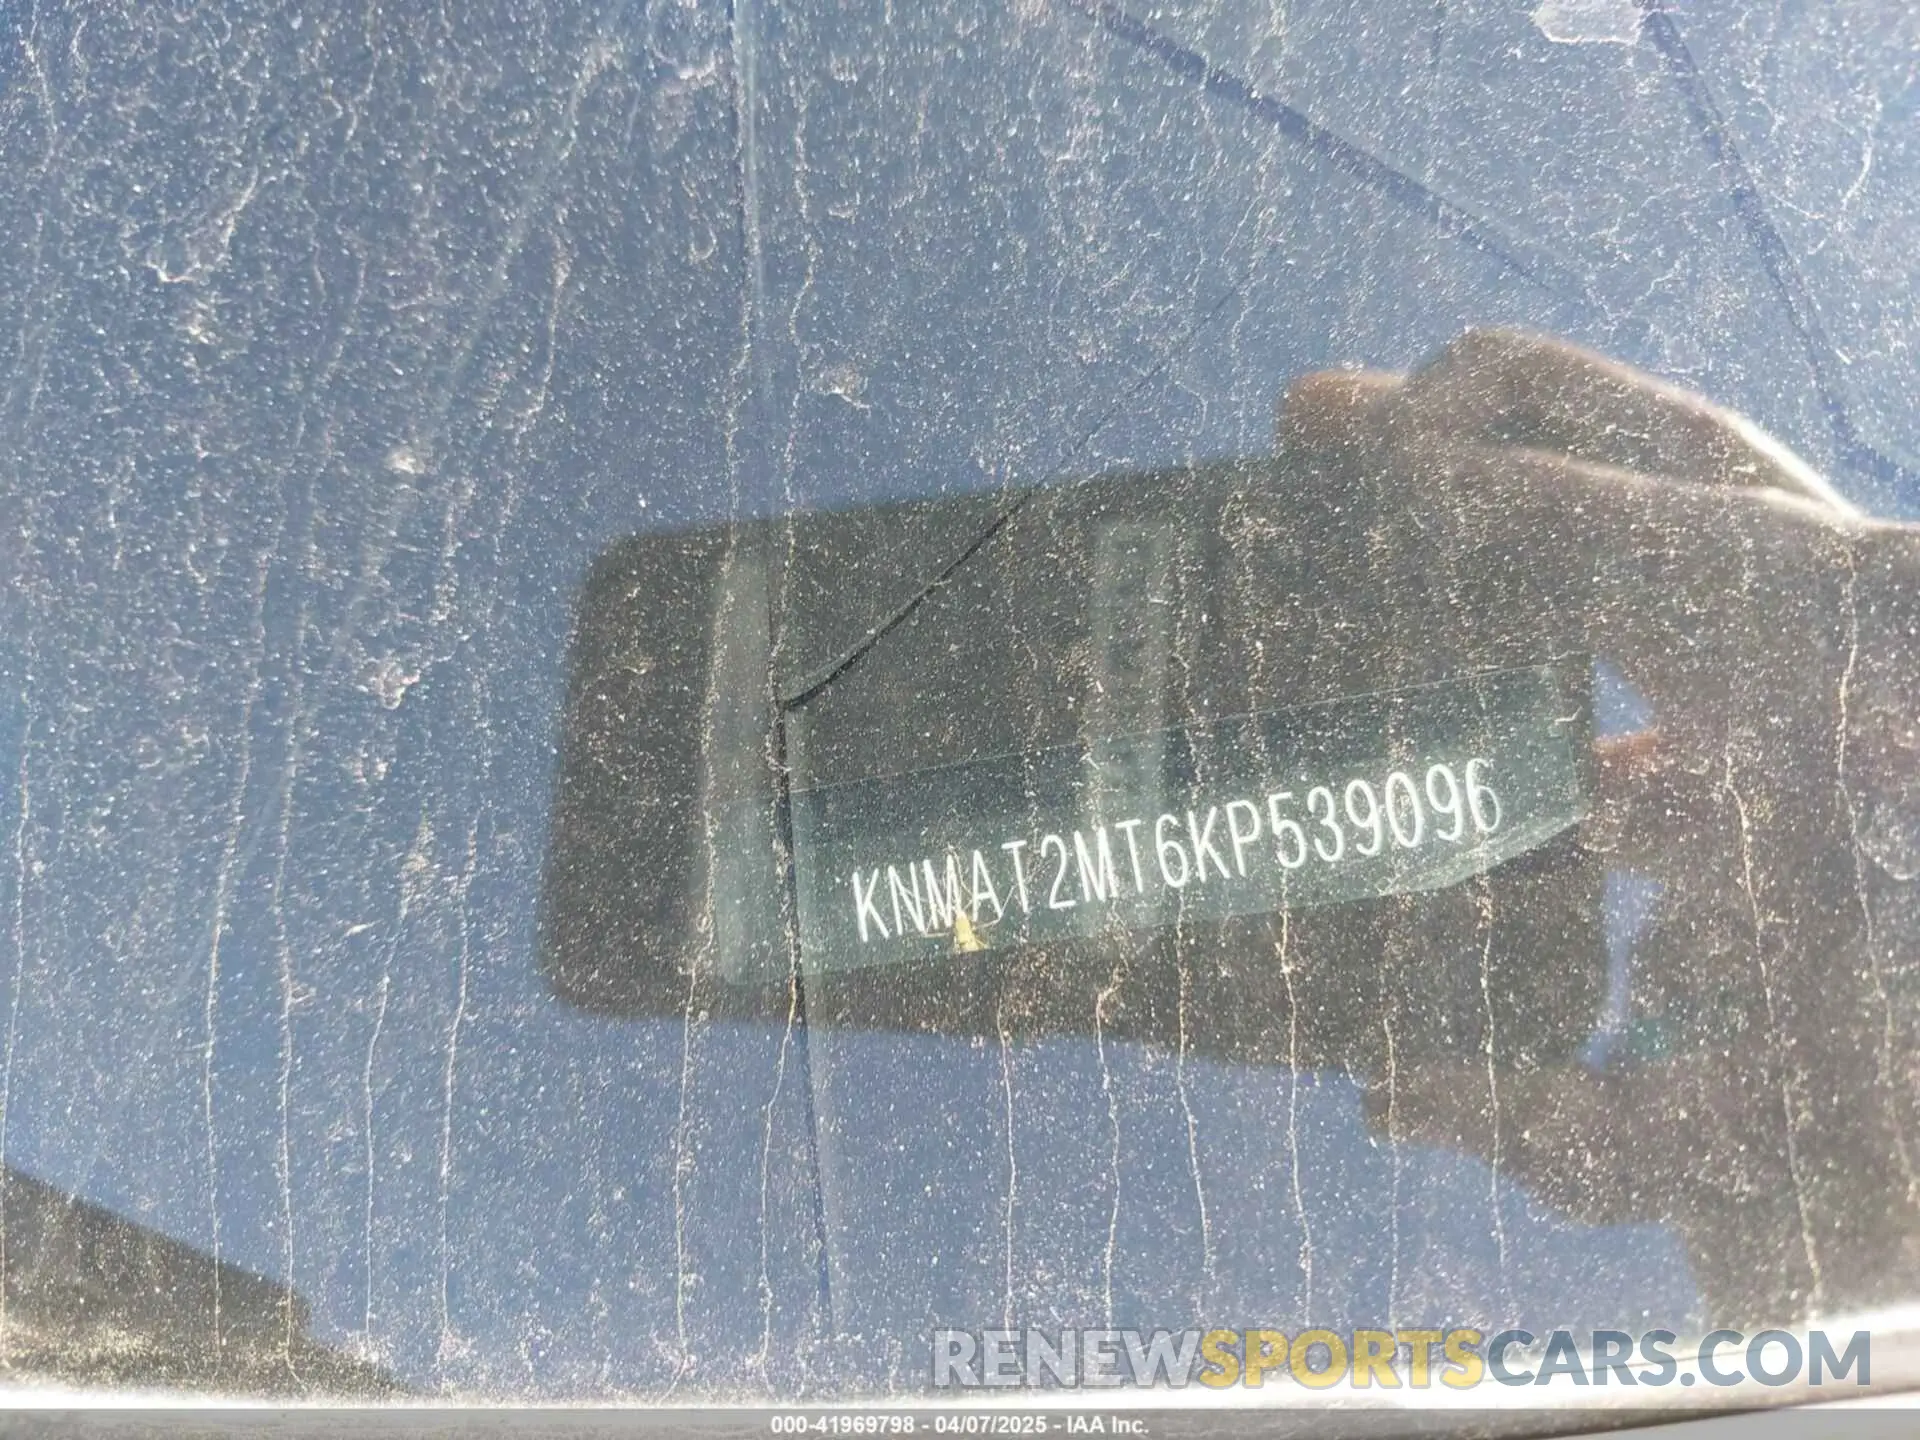 KNMAT2MT6KP539096
RENEWSPORTSCARS.COM
000-41969798 - 04/07/2025 - IAA Inc.